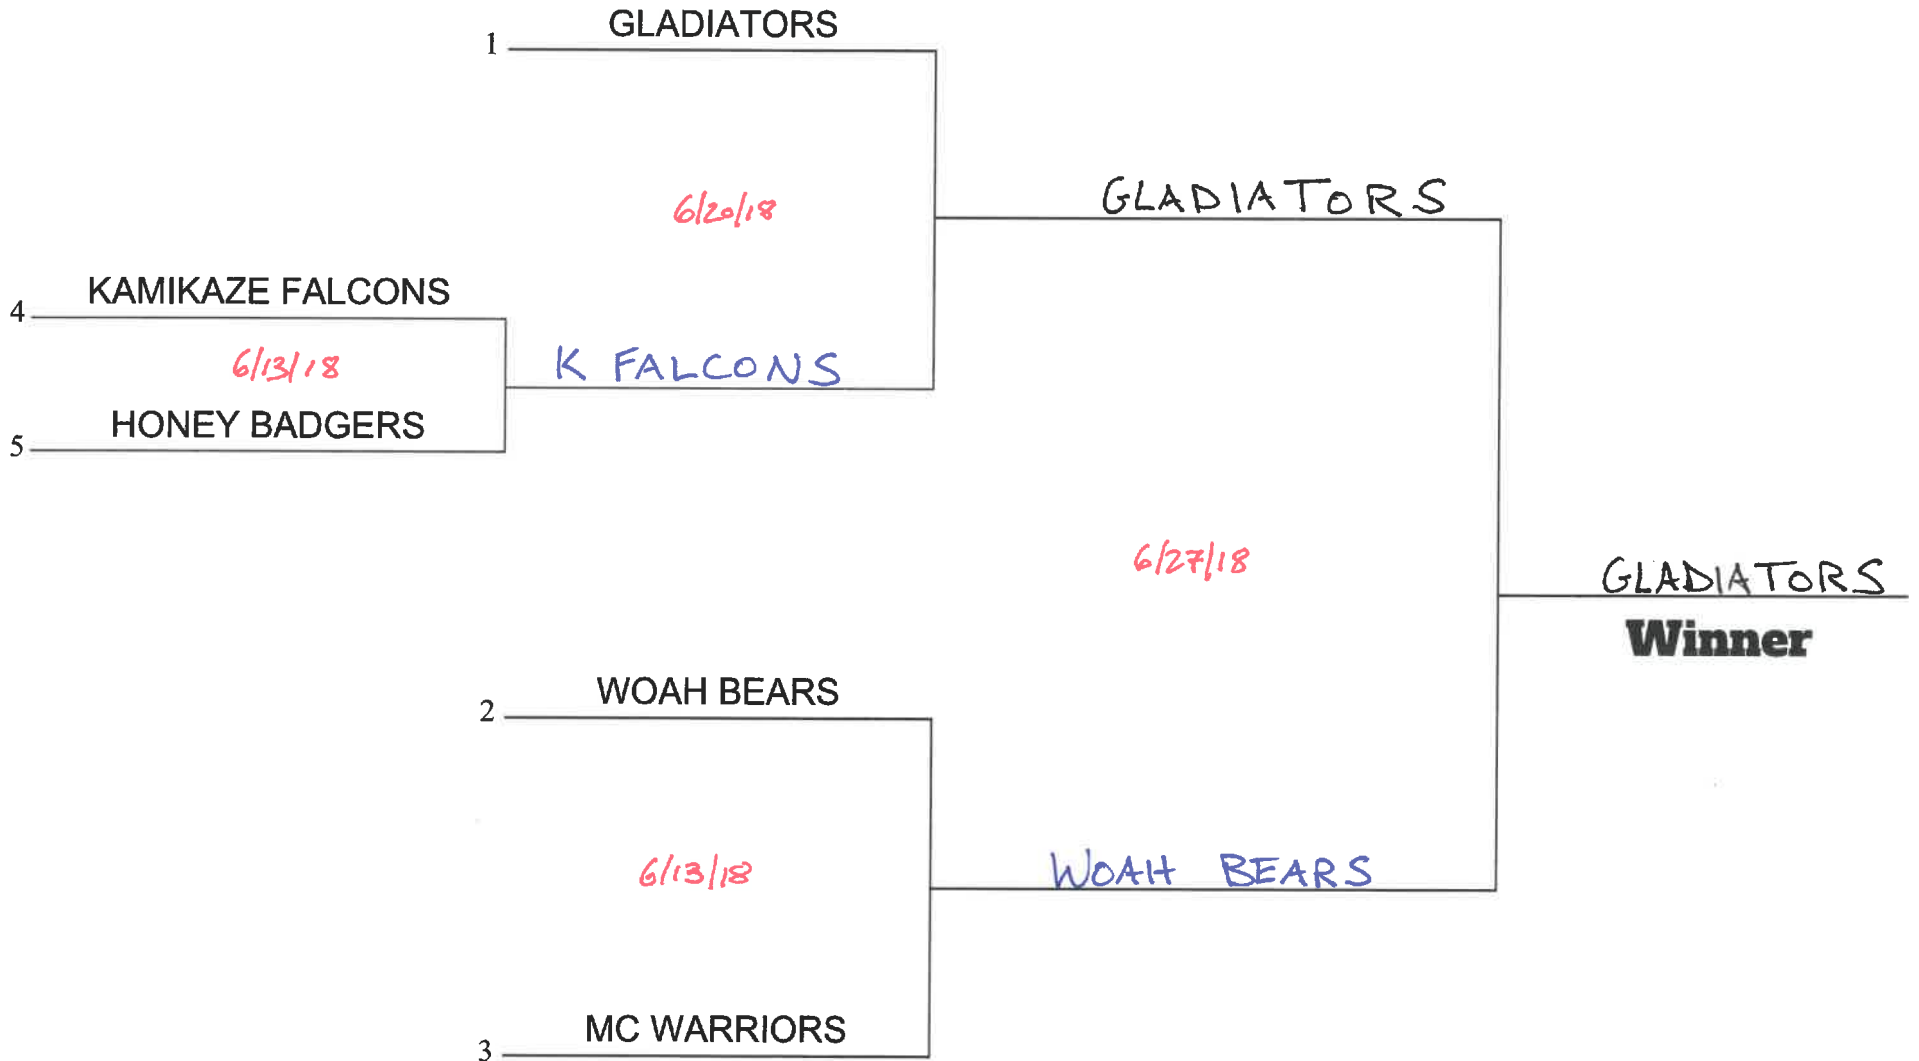 GLADIATORS
1
6/20/18
GLADIATORS
KAMIKAZE FALCONS
4
6/13/18
K FALCONS
HONEY BADGERS
5
6/27/18
GLADIATORS
Winner
WOAH BEARS
2
6/13/18
WOAH BEARS
MC WARRIORS
3